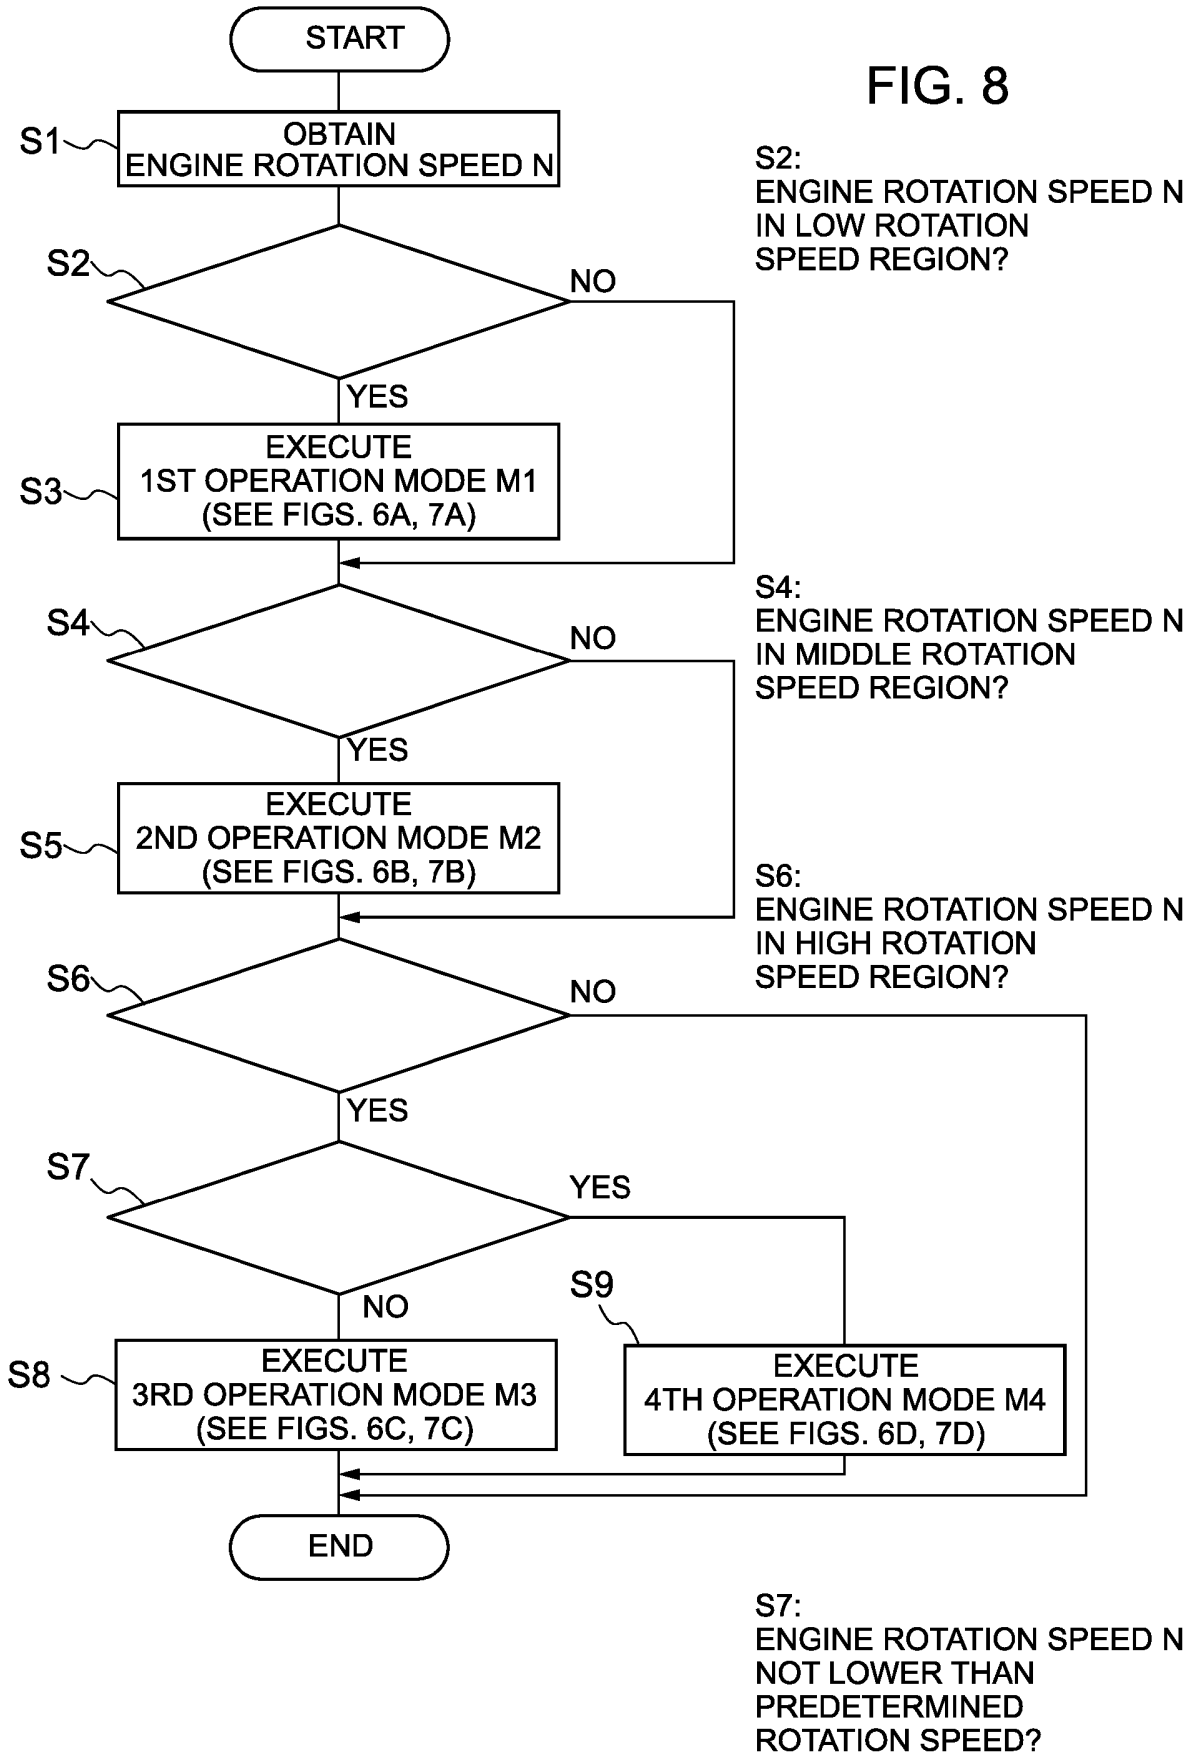 START
FIG. 8
S1
OBTAIN
ENGINE ROTATION SPEED N
S2:
ENGINE ROTATION SPEED N
IN LOW ROTATION
SPEED REGION?
S2
NO
YES
S3
EXECUTE
1ST OPERATION MODE M1
(SEE FIGS. 6A, 7A)
S4:
ENGINE ROTATION SPEED N
IN MIDDLE ROTATION
SPEED REGION?
S4
NO
YES
S5
EXECUTE
2ND OPERATION MODE M2
(SEE FIGS. 6B, 7B)
S6:
ENGINE ROTATION SPEED N
IN HIGH ROTATION
SPEED REGION?
S6
NO
YES
S7
YES
NO
S8
EXECUTE
3RD OPERATION MODE M3
(SEE FIGS. 6C, 7C)
S9
EXECUTE
4TH OPERATION MODE M4
(SEE FIGS. 6D, 7D)
END
S7:
ENGINE ROTATION SPEED N
NOT LOWER THAN
PREDETERMINED
ROTATION SPEED?